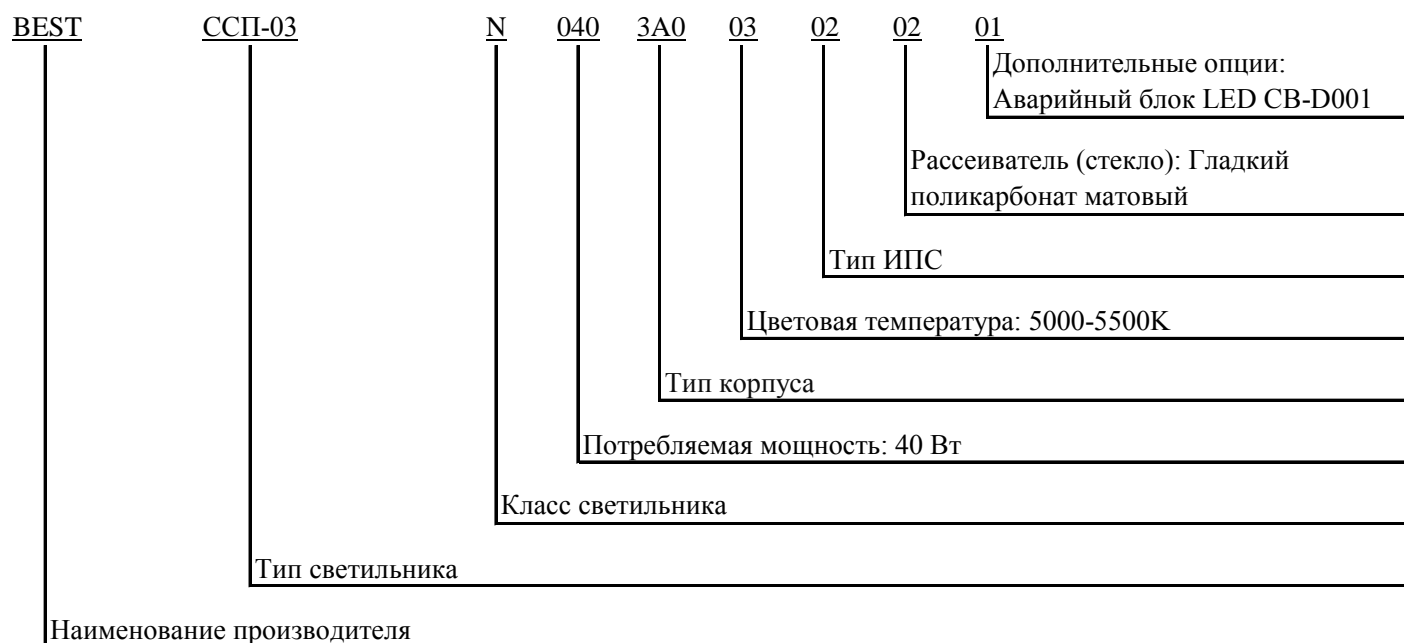 BEST ССП-03 N 040 3А0 03 02 02 01
Дополнительные опции:
Аварийный блок LED CB-D001
Рассеиватель (стекло): Гладкий
поликарбонат матовый
Тип ИПС
Цветовая температура: 5000-5500K
Тип корпуса
Потребляемая мощность: 40 Вт
Класс светильника
Тип светильника
Наименование производителя